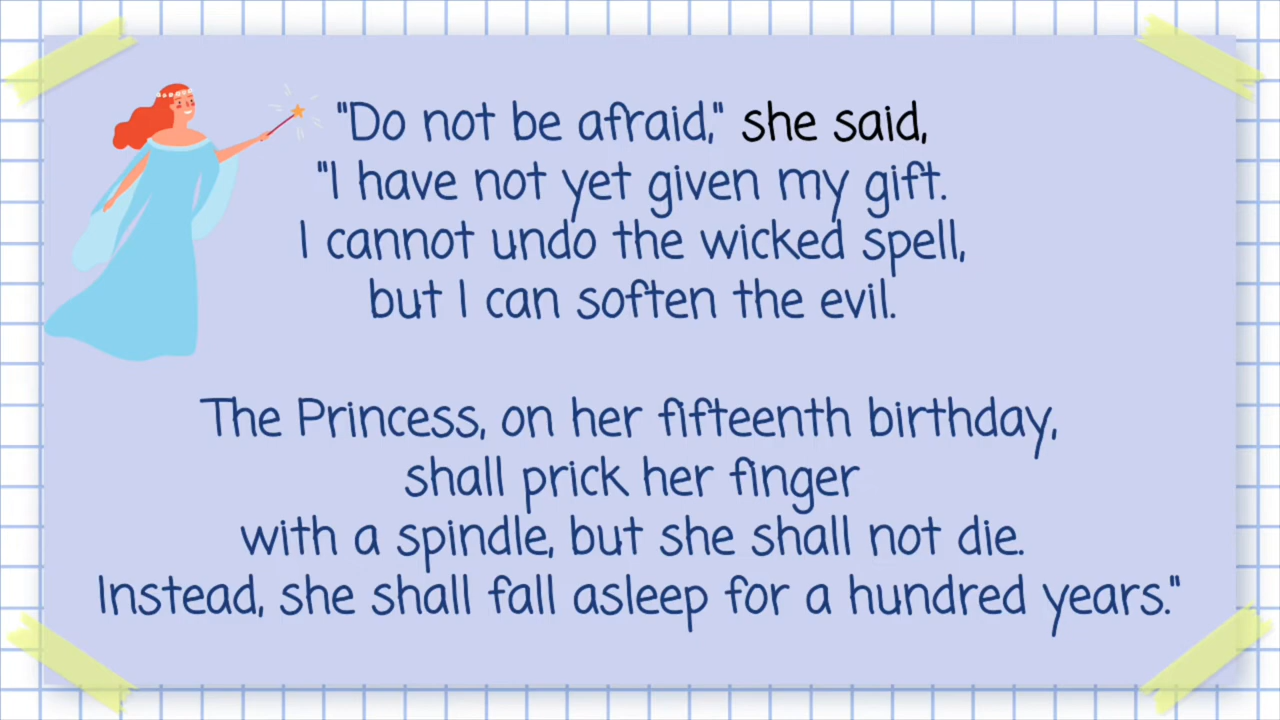 "Do not be afraid," she said,
"I have not yet given my gift.
I cannot undo the wicked spell,
but I can soften the evil.
The Princess, on her fifteenth birthday,
shall prick her finger
with a spindle, but she shall not die.
Instead, she shall fall asleep for a hundred years."